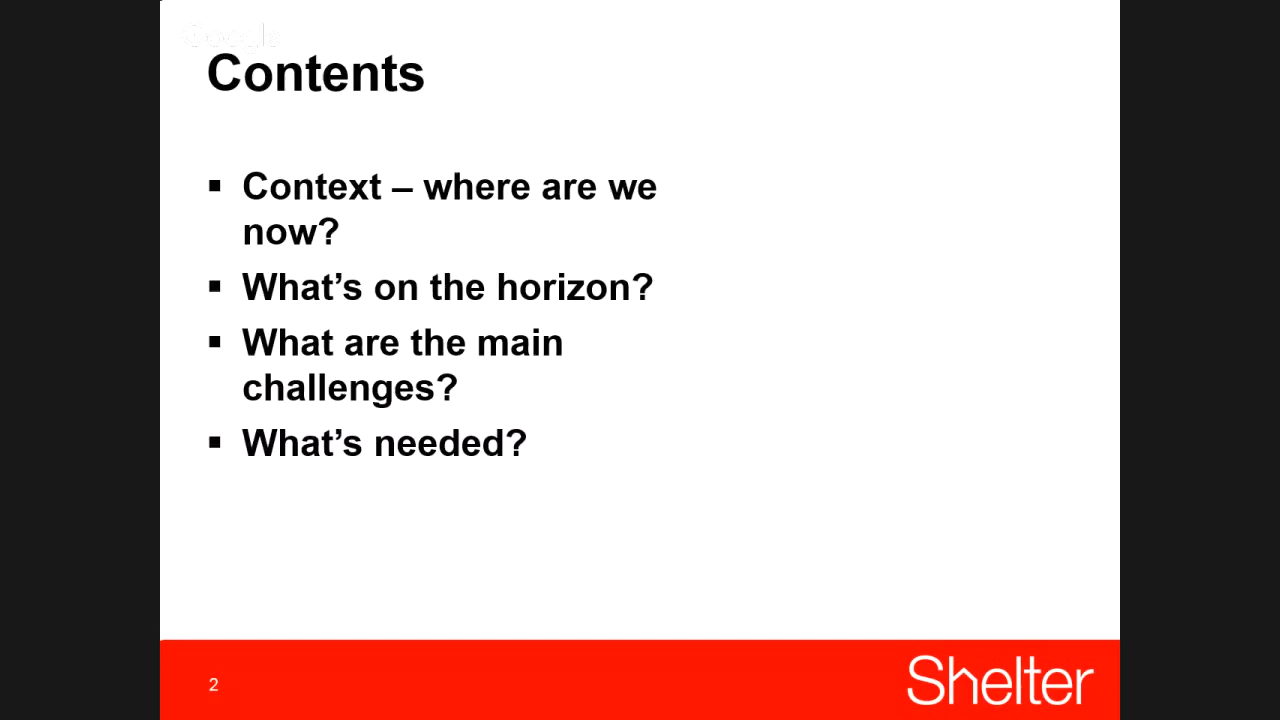 Google
Contents
▪ Context – where are we
now?
▪ What’s on the horizon?
▪ What are the main
challenges?
▪ What’s needed?
2
Shelter